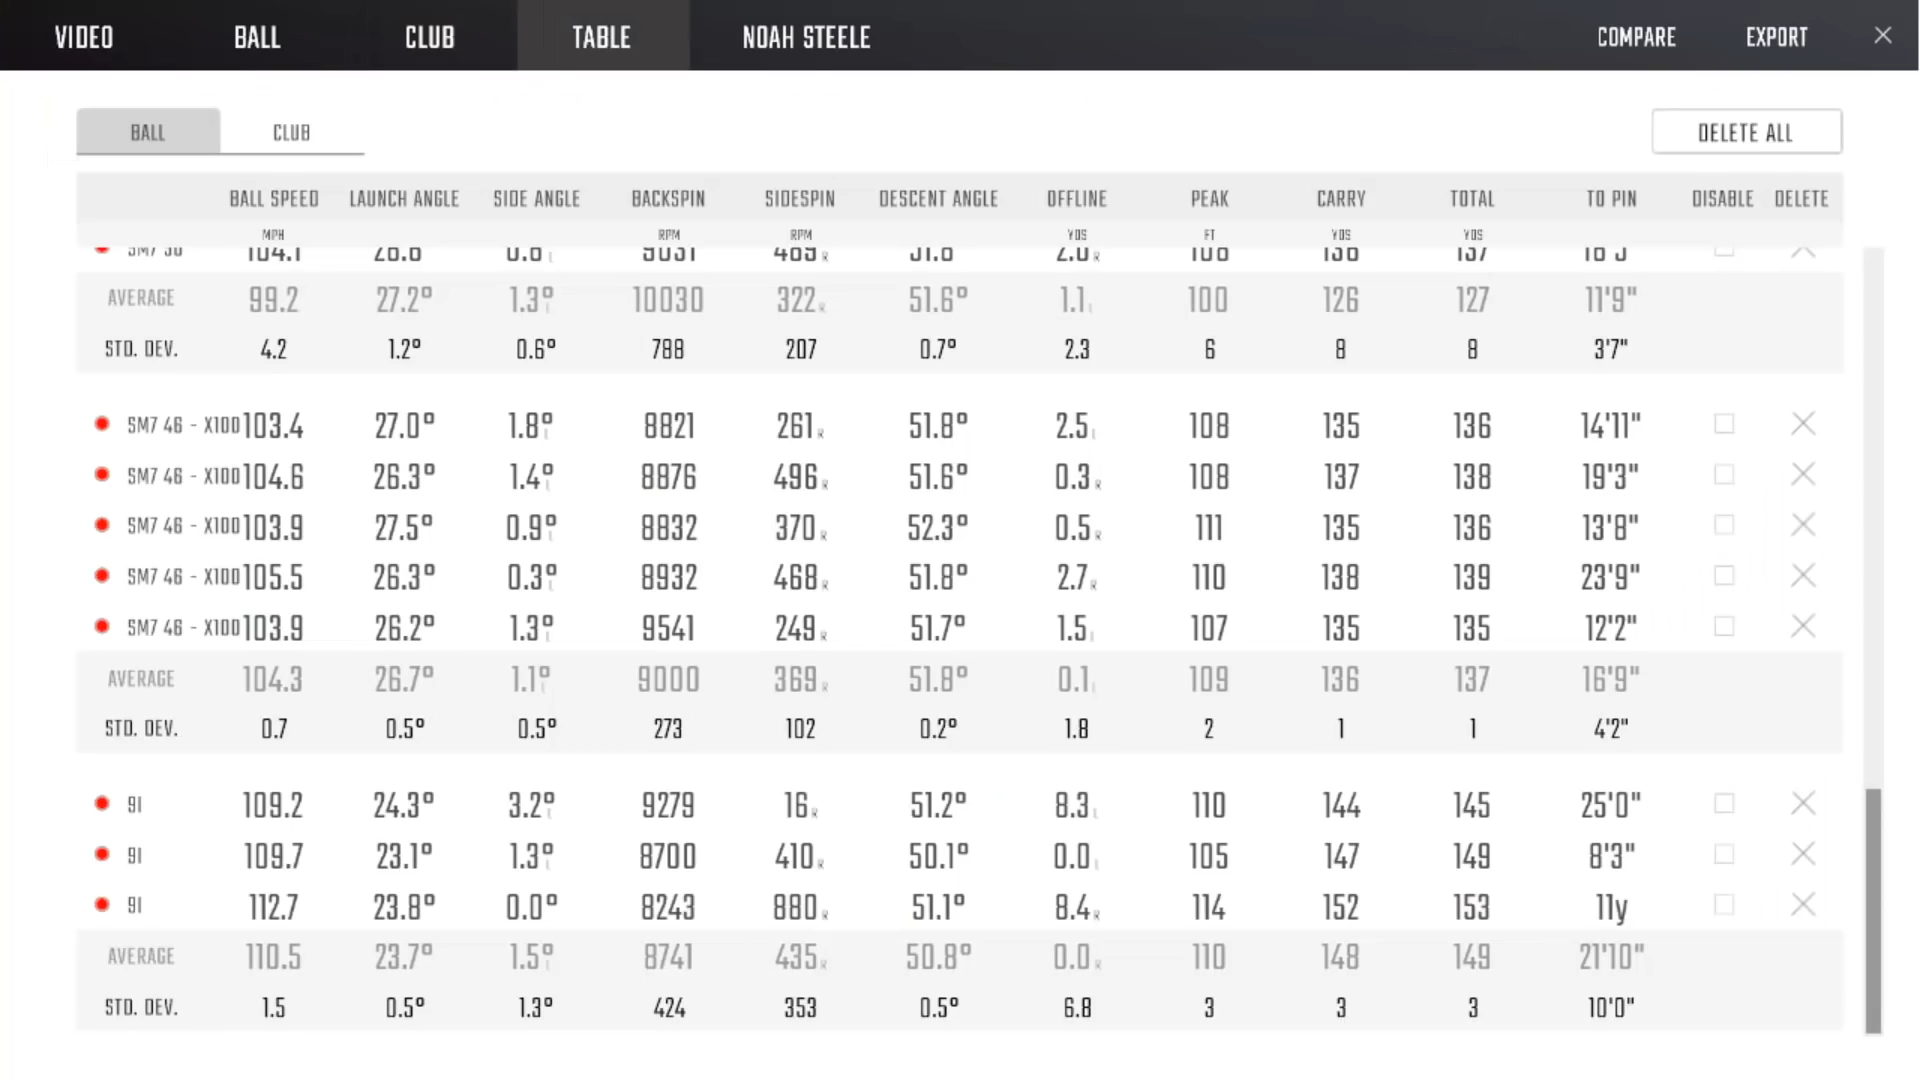 VIDEO BALL CLUB TABLE NOAH STEELE COMPARE EXPORT
BALL CLUB DELETE ALL
BALL SPEED LAUNCH ANGLE SIDE ANGLE BACKSPIN SIDESPIN DESCENT ANGLE OFFLINE PEAK CARRY TOTAL TO PIN DISABLE DELETE
MPH RPM RPM YDS FT YDS YDS
AVERAGE 99.2 27.2° 1.3° L 10030 322 R 51.6° 1.1 L 100 126 127 11'9"
STD. DEV. 4.2 1.2° 0.6° 788 207 0.7° 2.3 6 8 8 3'7"
SM7 46 - X100 103.4 27.0° 1.8° L 8821 261 R 51.8° 2.5 L 108 135 136 14'11"
SM7 46 - X100 104.6 26.3° 1.4° L 8876 496 R 51.6° 0.3 R 108 137 138 19'3"
SM7 46 - X100 103.9 27.5° 0.9° L 8832 370 R 52.3° 0.5 R 111 135 136 13'8"
SM7 46 - X100 105.5 26.3° 0.3° L 8932 468 R 51.8° 2.7 R 110 138 139 23'9"
SM7 46 - X100 103.9 26.2° 1.3° L 9541 249 R 51.7° 1.5 L 107 135 135 12'2"
AVERAGE 104.3 26.7° 1.1° L 9000 369 R 51.8° 0.1 L 109 136 137 16'9"
STD. DEV. 0.7 0.5° 0.5° 273 102 0.2° 1.8 2 1 1 4'2"
9I 109.2 24.3° 3.2° L 9279 16 R 51.2° 8.3 L 110 144 145 25'0"
9I 109.7 23.1° 1.3° L 8700 410 R 50.1° 0.0 L 105 147 149 8'3"
9I 112.7 23.8° 0.0° 8243 880 R 51.1° 8.4 R 114 152 153 11y
AVERAGE 110.5 23.7° 1.5° L 8741 435 R 50.8° 0.0 R 110 148 149 21'10"
STD. DEV. 1.5 0.5° 1.3° 424 353 0.5° 6.8 3 3 3 10'0"